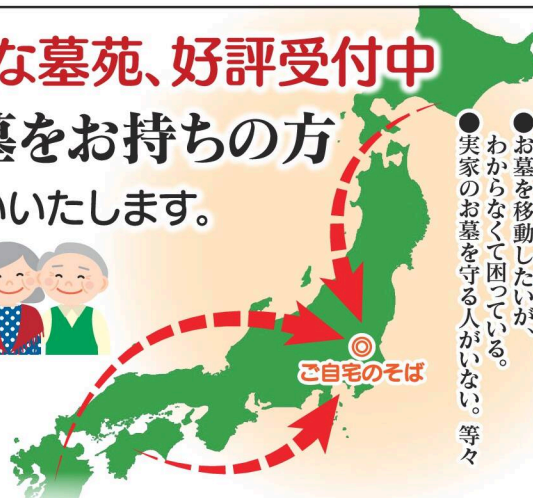 な墓苑、好評受付中
墓をお持ちの方
いたします。
●お墓を移動したいが、
わからなくて困っている。
●実家のお墓を守る人がいない。等々
ご自宅のそば